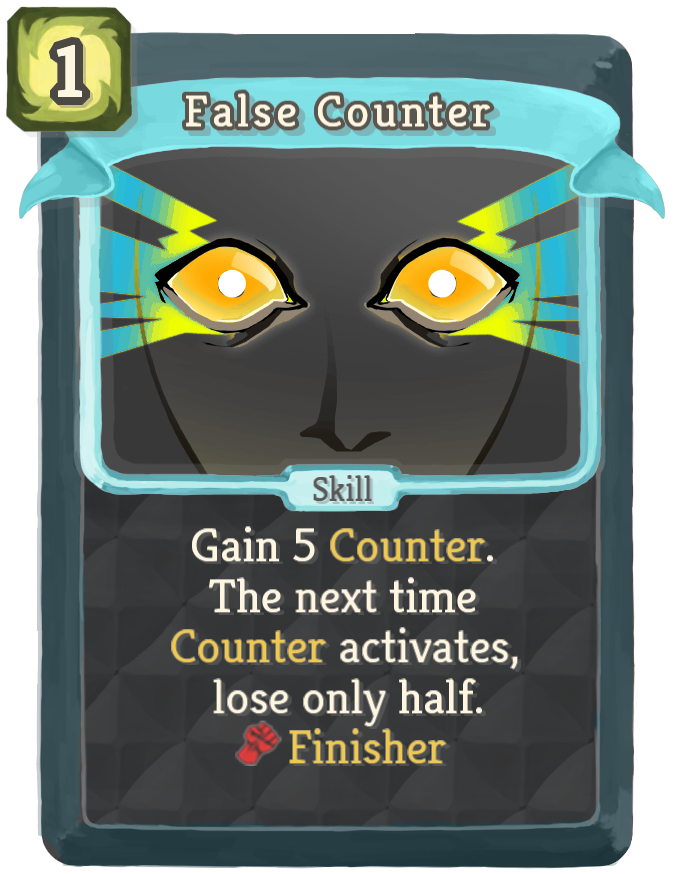 1
False Counter
Skill
Gain 5 Counter.
The next time
Counter activates,
lose only half.
Finisher